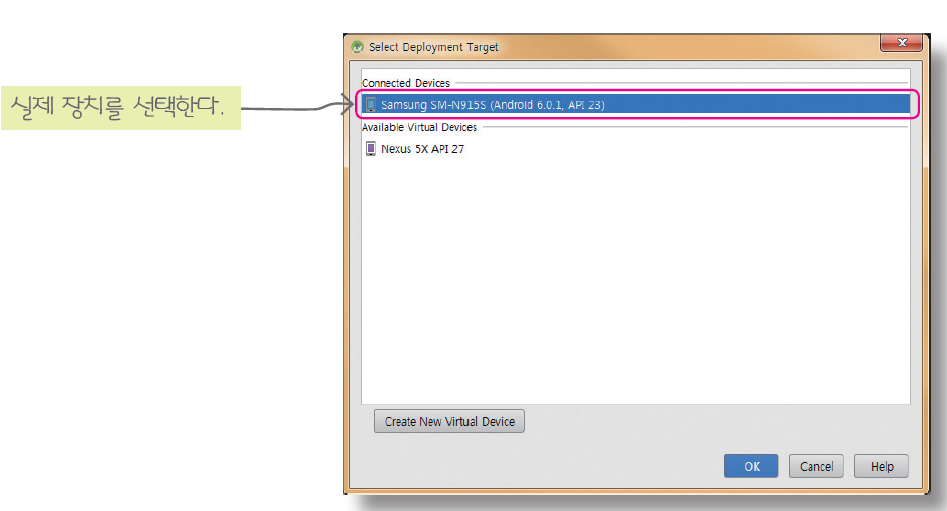 Select Deployment Target
Connected Devices
실제 장치를 선택한다.
Samsung SM-N915S (Android 6.0.1, API 23)
Available Virtual Devices
Nexus 5X API 27
Create New Virtual Device
OK
Cancel
Help